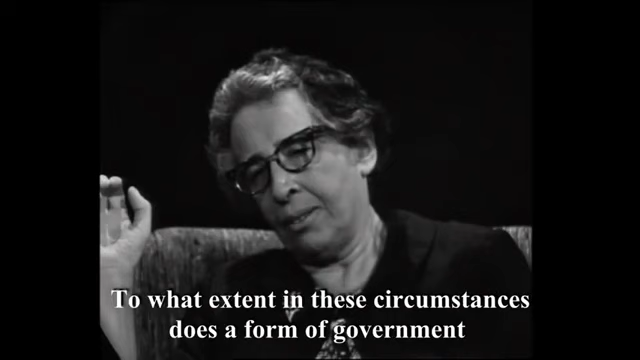 To what extent in these circumstances
does a form of government